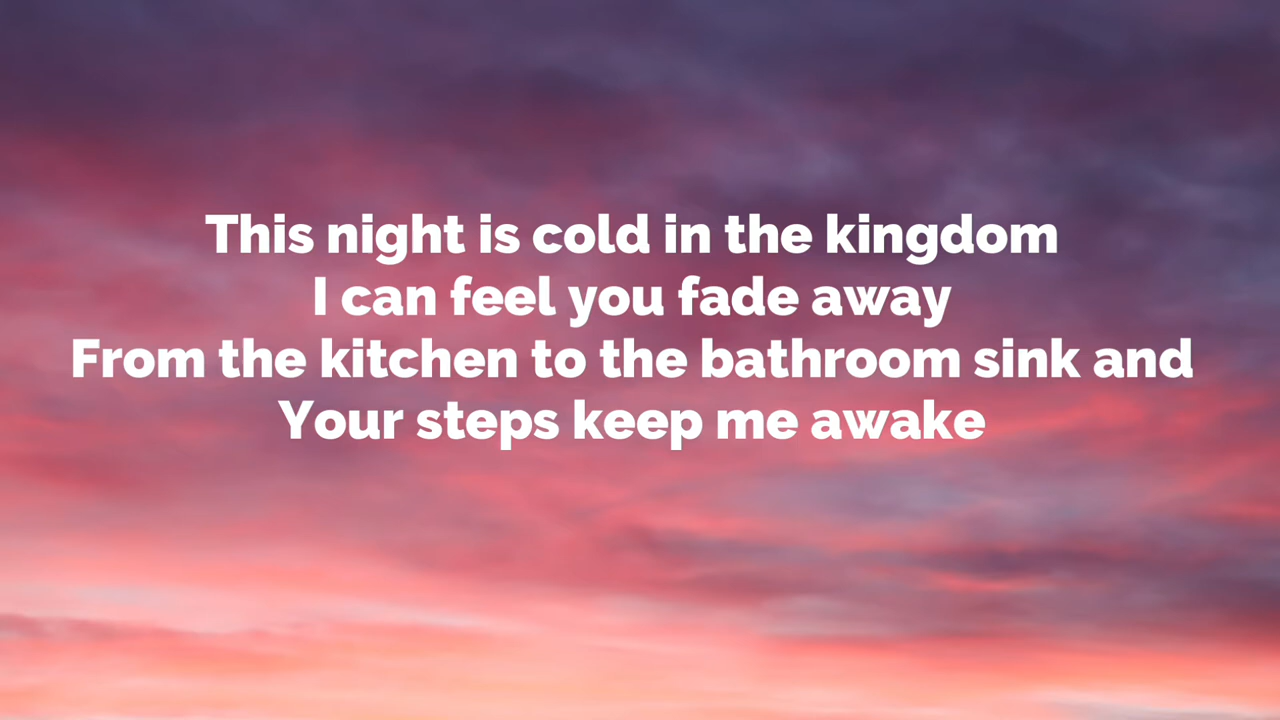 This night is cold in the kingdom
I can feel you fade away
From the kitchen to the bathroom sink and
Your steps keep me awake